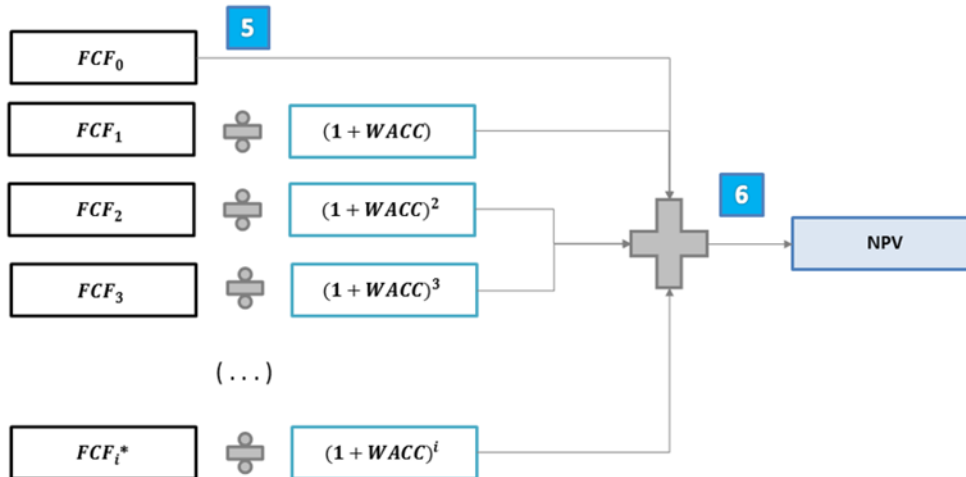 5
FCF₀
FCF₁ ÷ (1 + WACC)
FCF₂ ÷ (1 + WACC)²
6
NPV
FCF₃ ÷ (1 + WACC)³
(...)
FCFᵢ* ÷ (1 + WACC)ⁱ